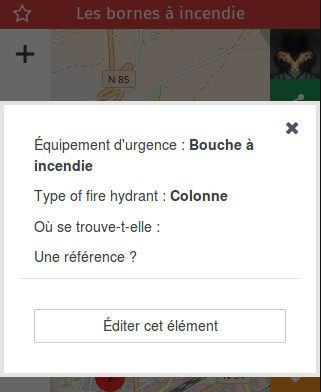 Les bornes à incendie
N 85
Équipement d'urgence : Bouche à
incendie
Type of fire hydrant : Colonne
Où se trouve-t-elle :
Une référence ?
Éditer cet élément